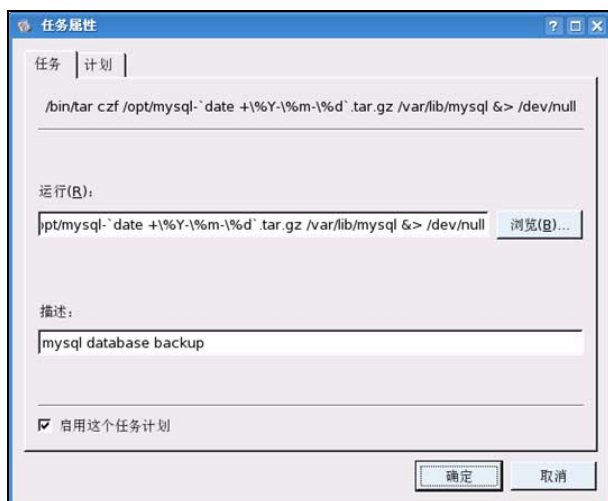 任务属性
任务 计划
/bin/tar czf /opt/mysql-`date +\%Y-\%m-\%d`.tar.gz /var/lib/mysql &> /dev/null
运行(R):
opt/mysql-`date +\%Y-\%m-\%d`.tar.gz /var/lib/mysql &> /dev/null 浏览(B)...
描述:
mysql database backup
启用这个任务计划
确定 取消